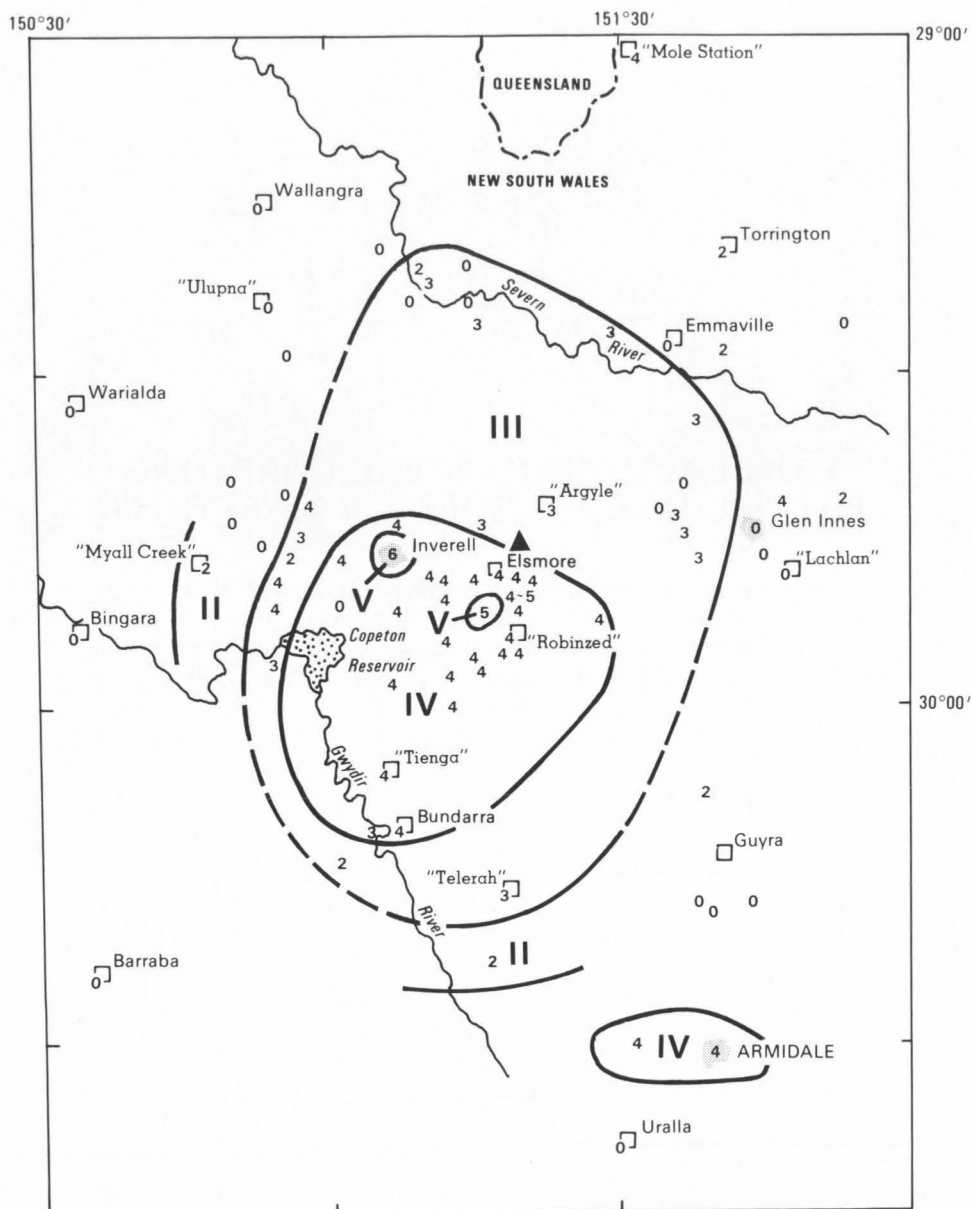 150°30'
151°30'
29°00'
4 "Mole Station"
QUEENSLAND
NEW SOUTH WALES
Wallangra
0
Torrington
2
0
2
0
3
"Ulupna"
0
0
0
Severn
3
3
River
Emmaville
0
2
0
0
Warialda
0
III
3
0
0
4
"Argyle"
3
0
4
2
3
Glen Innes
0
0
4
3
3
3
0
"Lachlan"
0
0
3
2
4
Inverell
6
Elsmore
4
"Myall Creek"
2
4
4
4
4
4
4
V
4~5
II
4
0
4
4
V
5
4
4
Bingara
0
Copeton
Reservoir
4
4
"Robinzed"
4
4
4
3
4
4
4
30°00'
IV
4
Gwydir
"Tienga"
4
2
3
4
Bundarra
Guyra
2
"Telerah"
3
River
0
0
0
2
II
Barraba
0
4
IV
4
ARMIDALE
Uralla
0